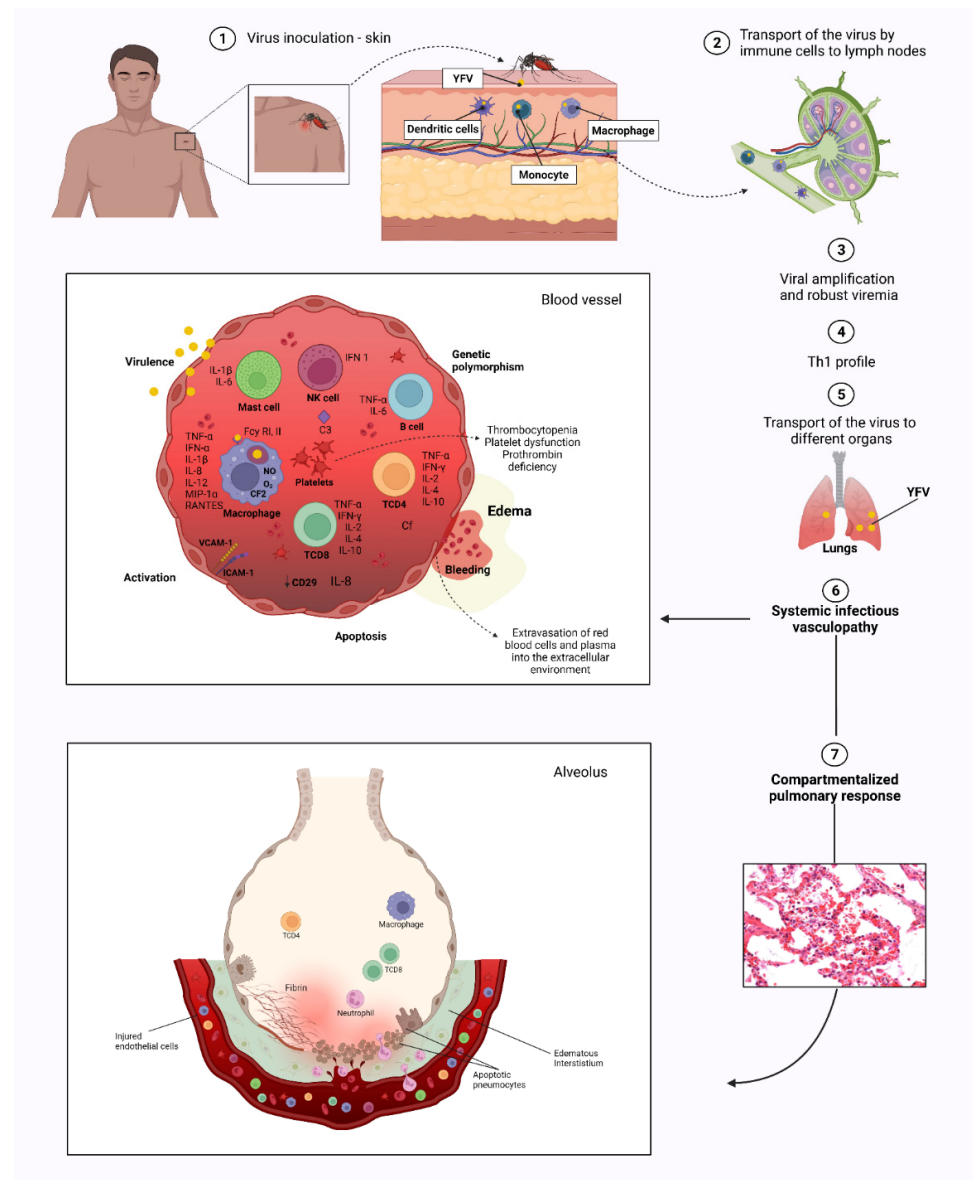 1 Virus inoculation - skin
2 Transport of the virus by
immune cells to lymph nodes
YFV
Dendritic cells
Macrophage
Monocyte
3
Viral amplification
and robust viremia
4
Th1 profile
5
Transport of the virus to
different organs
YFV
Lungs
6
Systemic infectious
vasculopathy
7
Compartmentalized
pulmonary response
Blood vessel
Virulence
Genetic
polymorphism
IL-1β
IL-6
Mast cell
IFN 1
NK cell
TNF-α
IL-6
B cell
C3
Platelets
Thrombocytopenia
Platelet dysfunction
Prothrombin
deficiency
TNF-α
IFN-α
IL-1β
IL-8
IL-12
MIP-1α
RANTES
Fcγ RI, II
NO
O₂
CF2
Macrophage
TNF-α
IFN-γ
IL-2
IL-4
IL-10
TCD4
TNF-α
IFN-γ
IL-2
IL-4
IL-10
TCD8
Cf
Edema
Bleeding
VCAM-1
ICAM-1
Activation
↓ CD29
IL-8
Apoptosis
Extravasation of red
blood cells and plasma
into the extracellular
environment
Alveolus
TCD4
Macrophage
TCD8
Fibrin
Neutrophil
Injured
endothelial cells
Edematous
Interstistium
Apoptotic
pneumocytes